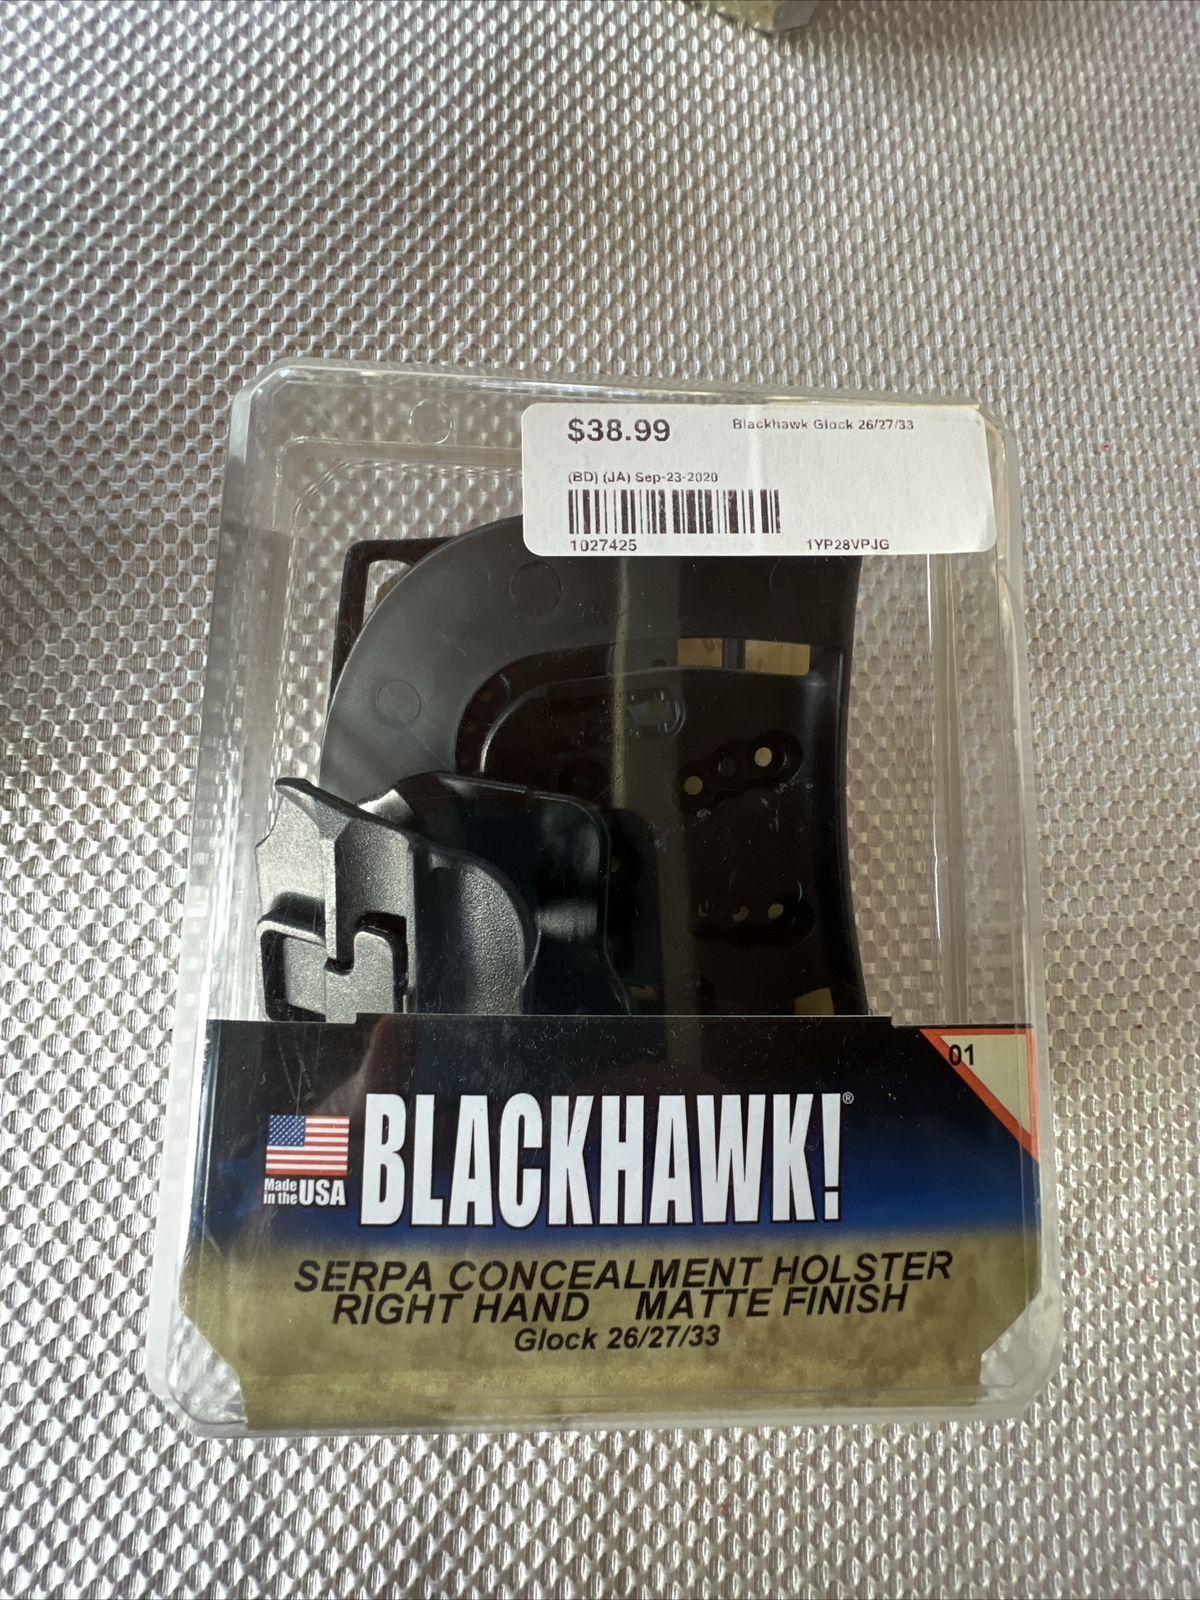 $38.99 Blackhawk Glock 26/27/33
(BD) (JA) Sep-23-2020
1027425 1YP28VPJG
01
BLACKHAWK!®
Made
in the USA
SERPA CONCEALMENT HOLSTER
RIGHT HAND MATTE FINISH
Glock 26/27/33